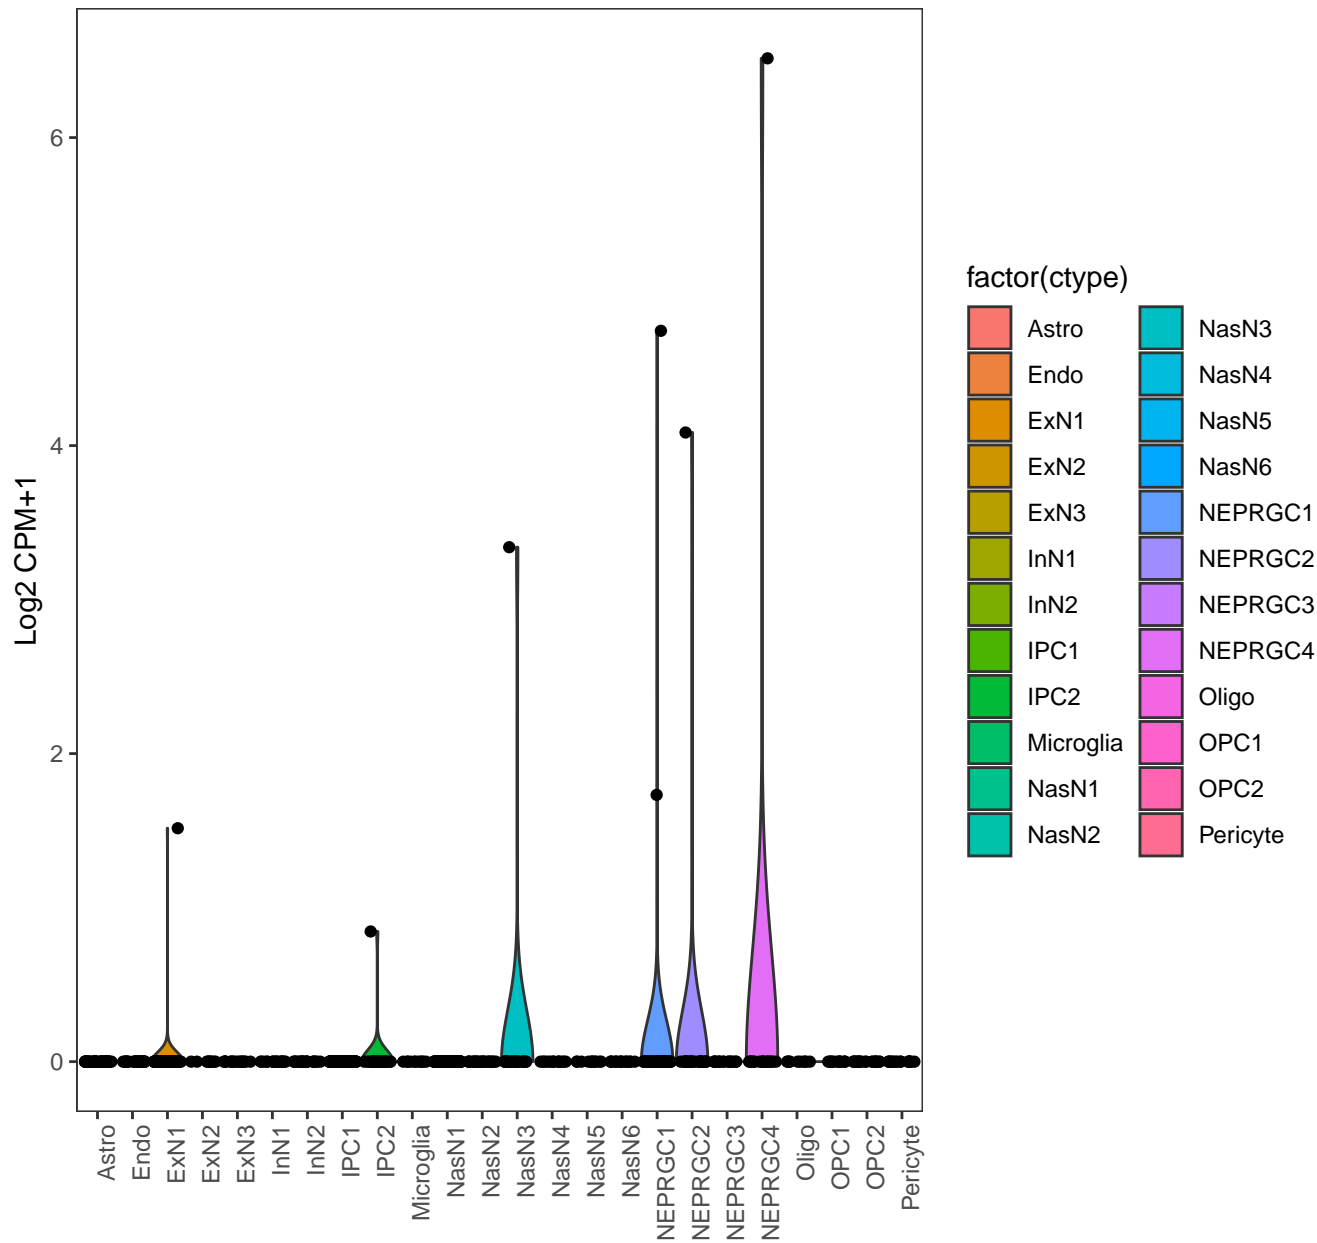 Log2 CPM+1
6
4
2
0
Astro
Endo
ExN1
ExN2
ExN3
InN1
InN2
IPC1
IPC2
Microglia
NasN1
NasN2
NasN3
NasN4
NasN5
NasN6
NEPRGC1
NEPRGC2
NEPRGC3
NEPRGC4
Oligo
OPC1
OPC2
Pericyte
factor(ctype)
Astro
Endo
ExN1
ExN2
ExN3
InN1
InN2
IPC1
IPC2
Microglia
NasN1
NasN2
NasN3
NasN4
NasN5
NasN6
NEPRGC1
NEPRGC2
NEPRGC3
NEPRGC4
Oligo
OPC1
OPC2
Pericyte